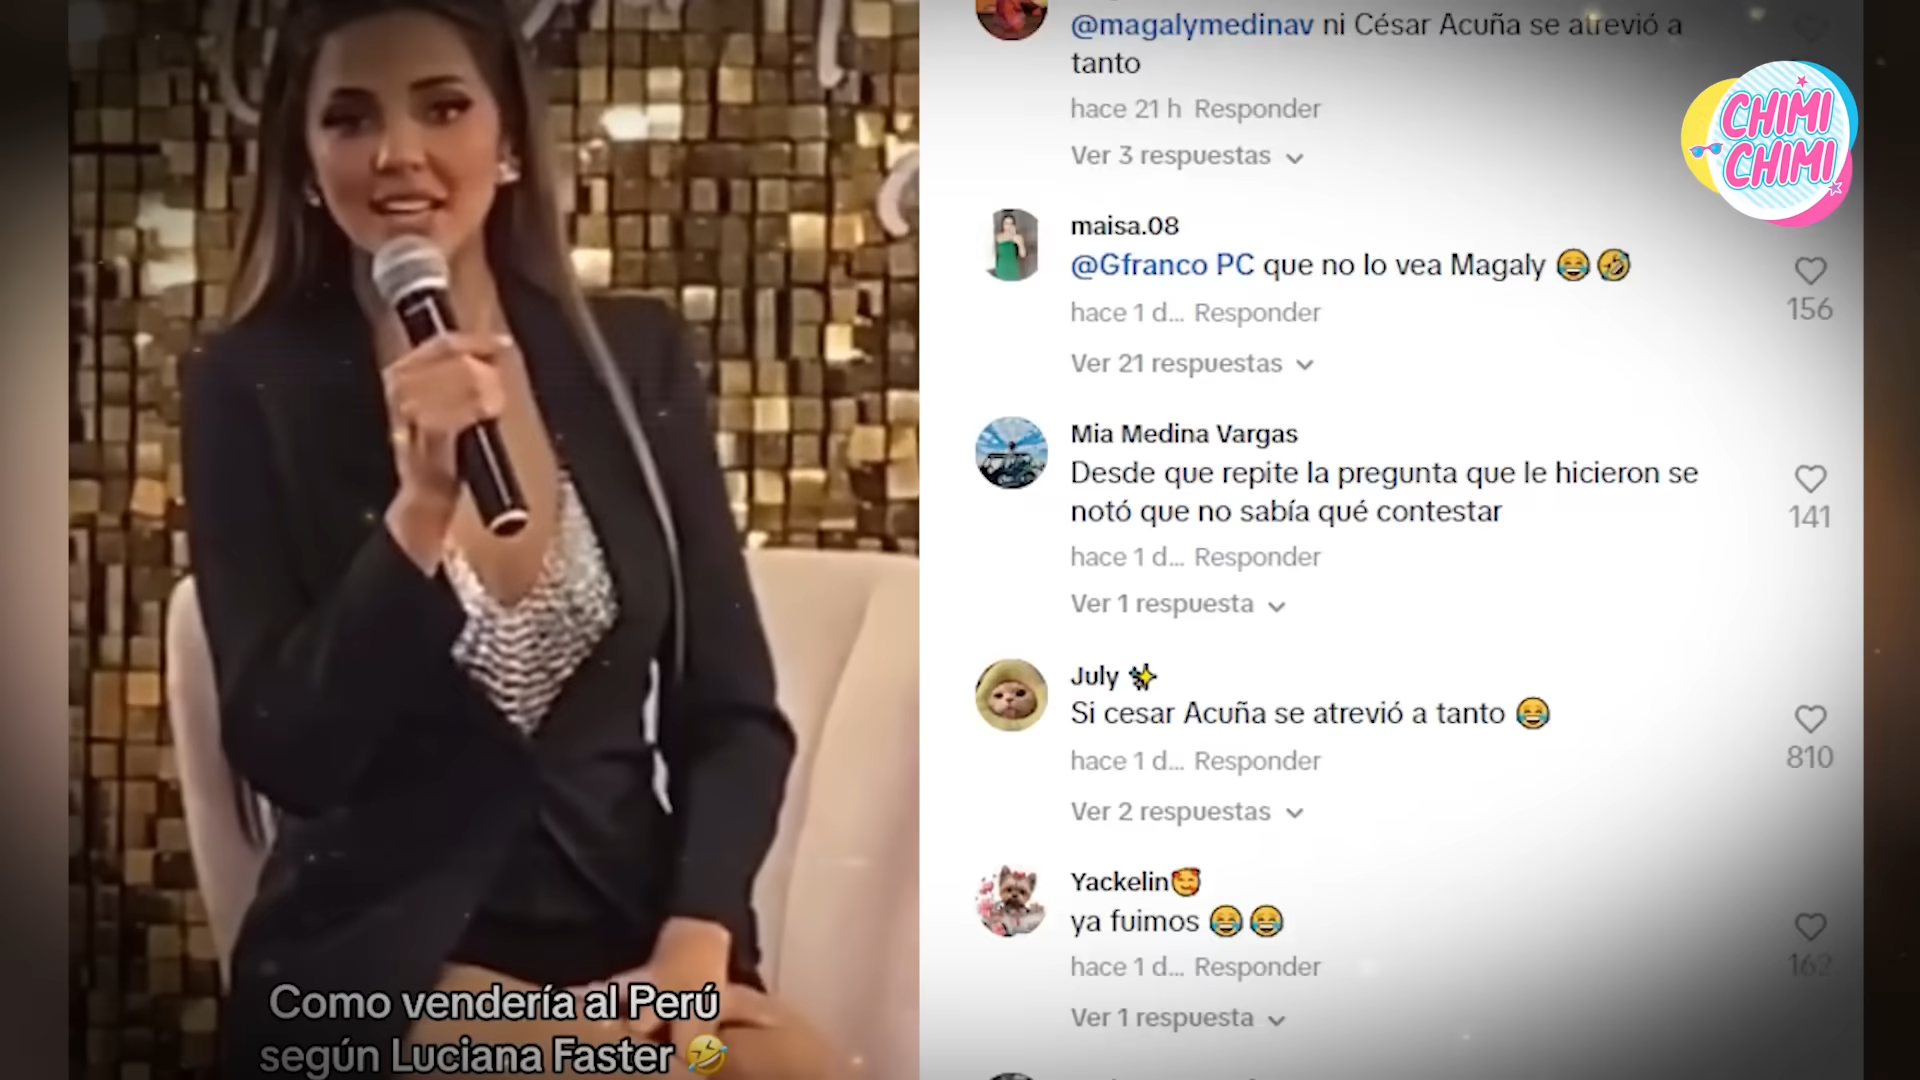 Como vendería al Perú
según Luciana Faster 🤣
@magalymedinav ni César Acuña se atrevió a
tanto
hace 21 h Responder
Ver 3 respuestas
maisa.08
@Gfranco PC que no lo vea Magaly 😂🤣
hace 1 d... Responder
Ver 21 respuestas
156
Mia Medina Vargas
Desde que repite la pregunta que le hicieron se
notó que no sabía qué contestar
hace 1 d... Responder
Ver 1 respuesta
141
July ✨
Si cesar Acuña se atrevió a tanto 😂
hace 1 d... Responder
Ver 2 respuestas
810
Yackelin🥰
ya fuimos 😂😂
hace 1 d... Responder
Ver 1 respuesta
162
CHIMI
CHIMI